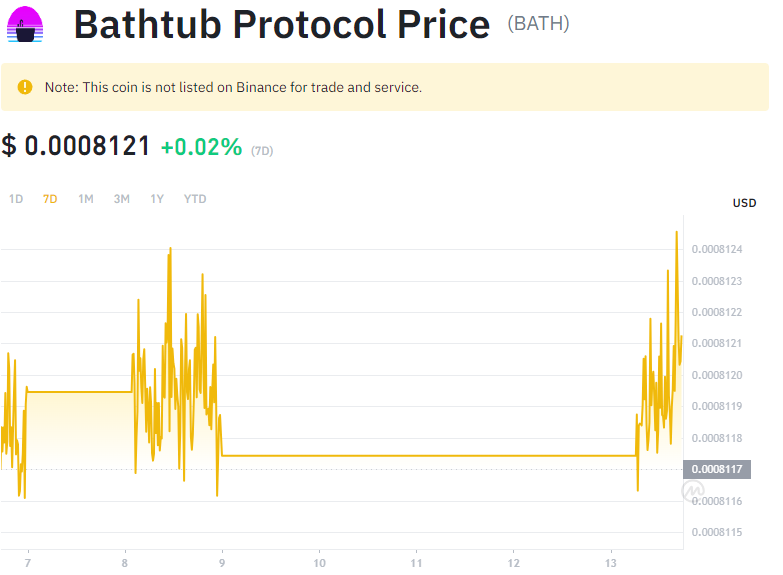 Bathtub Protocol Price (BATH)
Note: This coin is not listed on Binance for trade and service.
$ 0.0008121 +0.02% (7D)
1D 7D 1M 3M 1Y YTD
USD
0.0008124
0.0008123
0.0008122
0.0008121
0.0008120
0.0008119
0.0008118
0.0008117
0.0008116
0.0008115
7 8 9 10 11 12 13